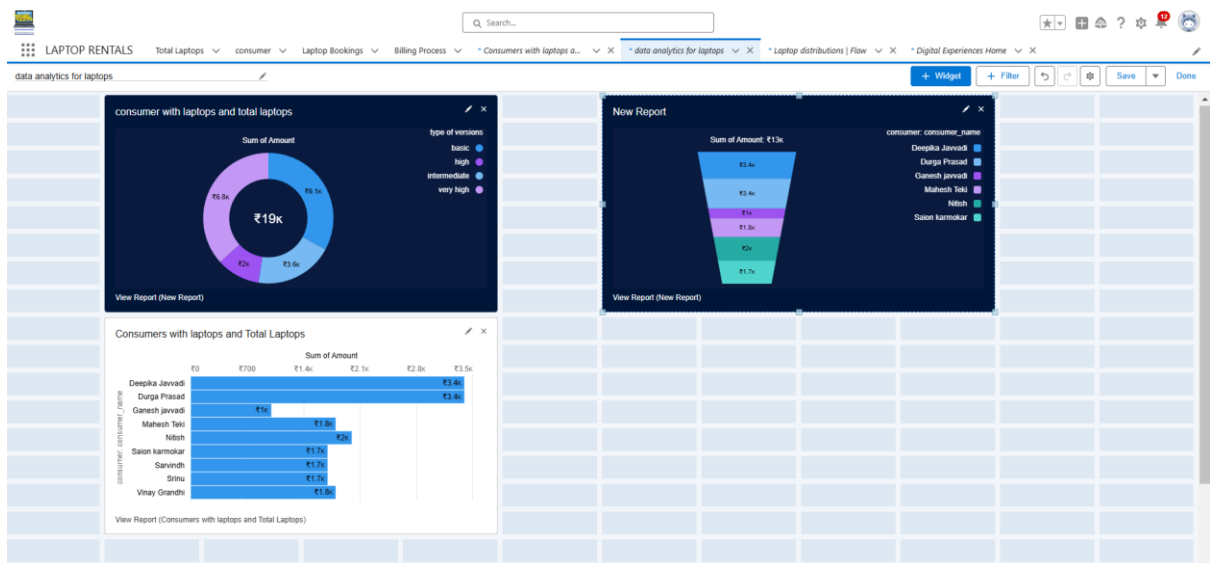 Search...
12
LAPTOP RENTALS Total Laptops consumer Laptop Bookings Billing Process * Consumers with laptops a... * data analytics for laptops * Laptop distributions | Flow * Digital Experiences Home
data analytics for laptops + Widget + Filter Save Done
consumer with laptops and total laptops
Sum of Amount
type of versions
basic
high
intermediate
very high
₹6.8K
₹6.1K
₹19K
₹2K
₹3.6K
View Report (New Report)
New Report
Sum of Amount: ₹13K
consumer: consumer_name
Deepika Javvadi
Durga Prasad
Ganesh javvadi
Mahesh Teki
Nitish
Saion karmokar
₹3.4K
₹3.4K
₹1K
₹1.8K
₹2K
₹1.7K
View Report (New Report)
Consumers with laptops and Total Laptops
Sum of Amount
₹0 ₹700 ₹1.4K ₹2.1K ₹2.8K ₹3.5K
consumer: consumer_name
Deepika Javvadi ₹3.4K
Durga Prasad ₹3.4K
Ganesh javvadi ₹1K
Mahesh Teki ₹1.8K
Nitish ₹2K
Saion karmokar ₹1.7K
Sarvindh ₹1.7K
Srinu ₹1.7K
Vinay Grandhi ₹1.8K
View Report (Consumers with laptops and Total Laptops)